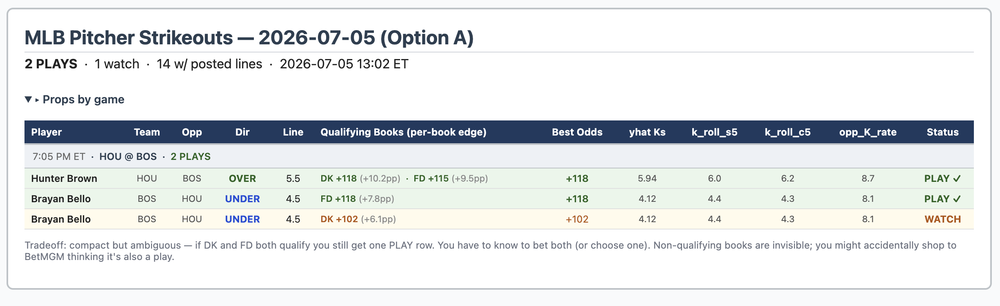 MLB Pitcher Strikeouts — 2026-07-05 (Option A)
2 PLAYS · 1 watch · 14 w/ posted lines · 2026-07-05 13:02 ET
▼ ▸ Props by game
Player Team Opp Dir Line Qualifying Books (per-book edge) Best Odds yhat Ks k_roll_s5 k_roll_c5 opp_K_rate Status
7:05 PM ET · HOU @ BOS · 2 PLAYS
Hunter Brown HOU BOS OVER 5.5 DK +118 (+10.2pp) · FD +115 (+9.5pp) +118 5.94 6.0 6.2 8.7 PLAY ✓
Brayan Bello BOS HOU UNDER 4.5 FD +118 (+7.8pp) +118 4.12 4.4 4.3 8.1 PLAY ✓
Brayan Bello BOS HOU UNDER 4.5 DK +102 (+6.1pp) +102 4.12 4.4 4.3 8.1 WATCH
Tradeoff: compact but ambiguous — if DK and FD both qualify you still get one PLAY row. You have to know to bet both (or choose one). Non-qualifying books are invisible; you might accidentally shop to
BetMGM thinking it's also a play.